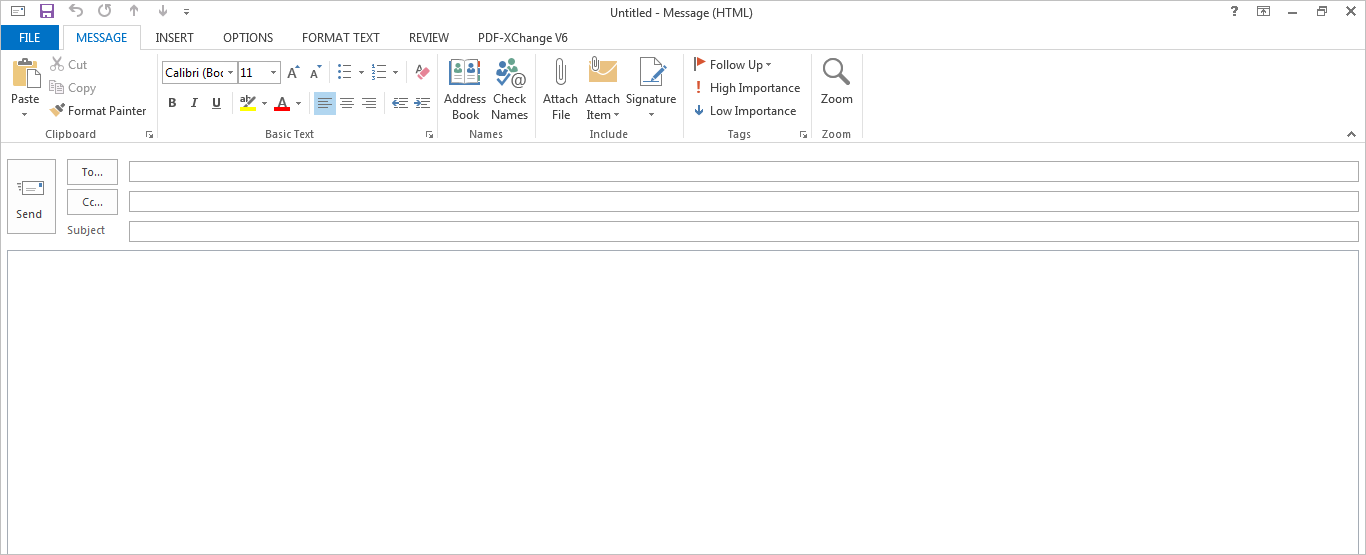 Untitled - Message (HTML)
FILE MESSAGE INSERT OPTIONS FORMAT TEXT REVIEW PDF-XChange V6
Paste
Cut
Copy
Format Painter
Clipboard
Calibri (Boc 11
B I U
Basic Text
Address Book
Check Names
Names
Attach File
Attach Item
Signature
Include
Follow Up
High Importance
Low Importance
Tags
Zoom
Zoom
Send
To...
Cc...
Subject